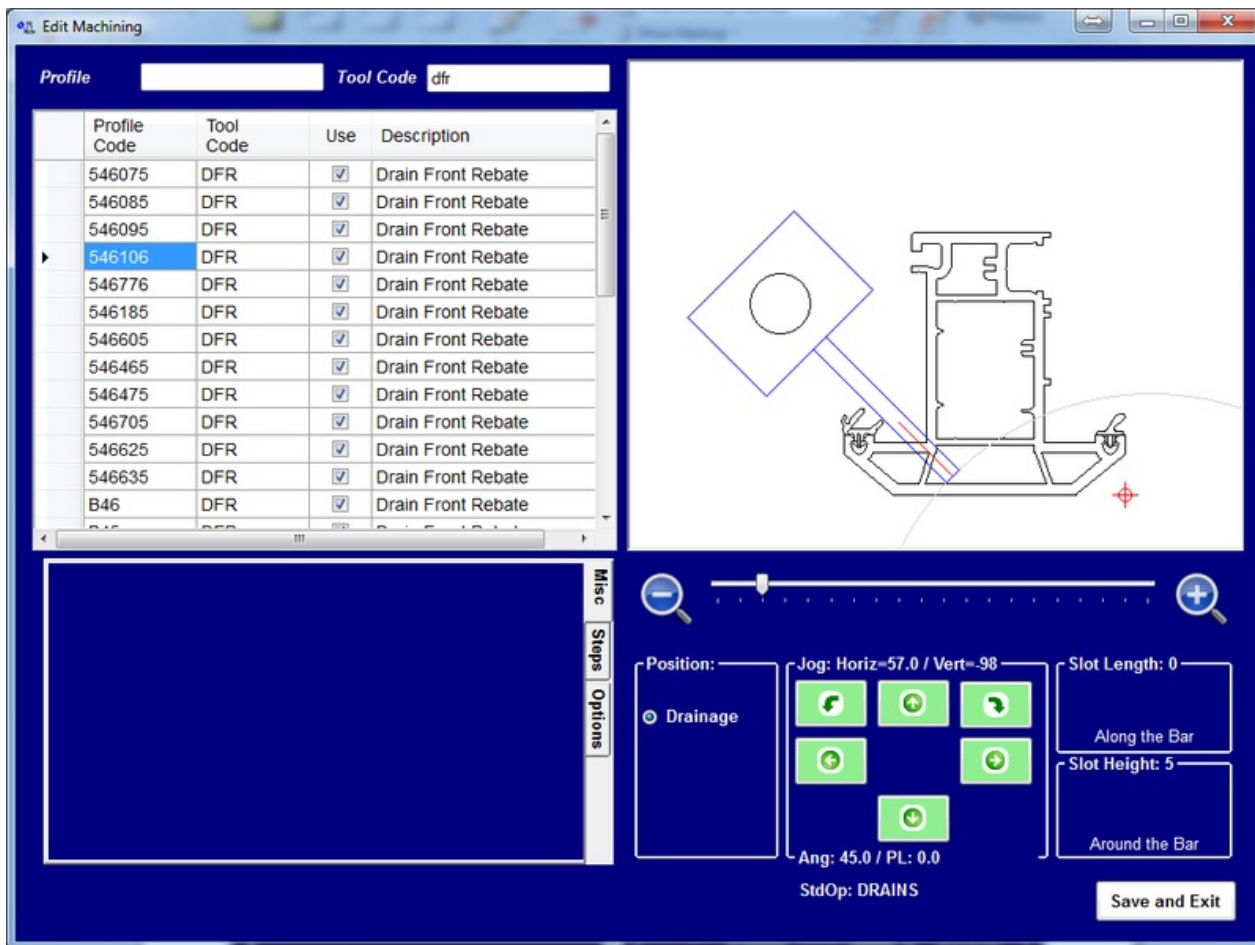 Edit Machining
Profile
Tool Code dfr
Profile Code Tool Code Use Description
546075 DFR Drain Front Rebate
546085 DFR Drain Front Rebate
546095 DFR Drain Front Rebate
546106 DFR Drain Front Rebate
546776 DFR Drain Front Rebate
546185 DFR Drain Front Rebate
546605 DFR Drain Front Rebate
546465 DFR Drain Front Rebate
546475 DFR Drain Front Rebate
546705 DFR Drain Front Rebate
546625 DFR Drain Front Rebate
546635 DFR Drain Front Rebate
B46 DFR Drain Front Rebate
Misc
Steps
Options
Position:
Drainage
Jog: Horiz=57.0 / Vert=-98
Ang: 45.0 / PL: 0.0
StdOp: DRAINS
Slot Length: 0
Along the Bar
Slot Height: 5
Around the Bar
Save and Exit